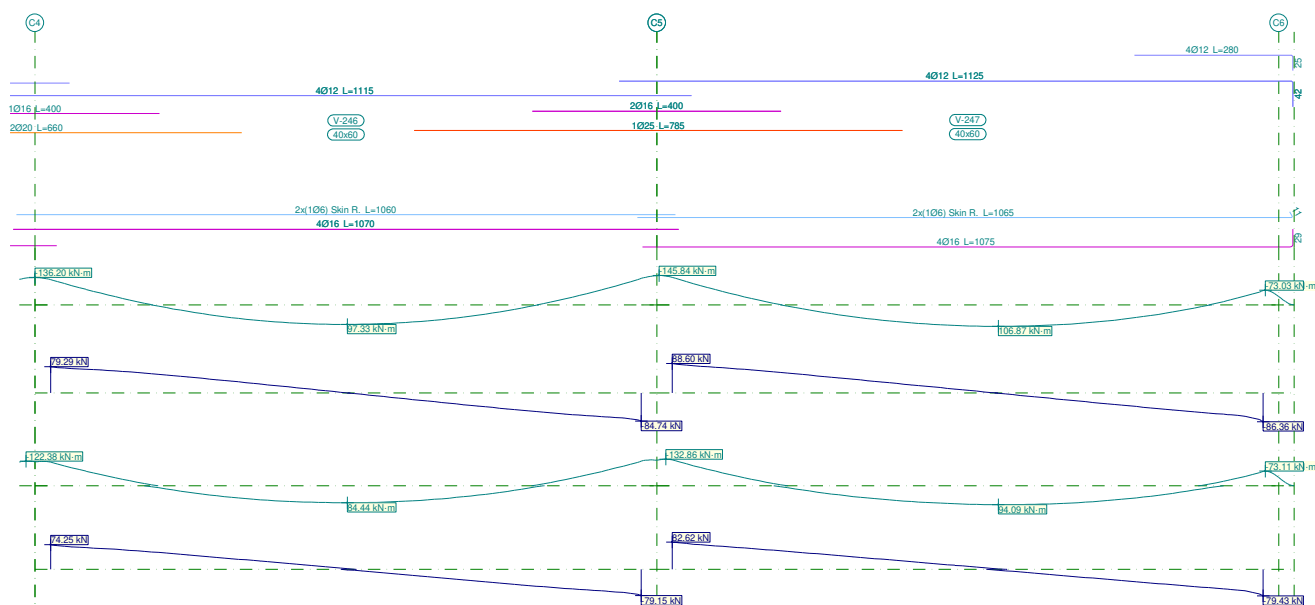 C4
C5
C6
4Ø12 L=280
25
4Ø12 L=1125
4Ø12 L=1115
42
1Ø16 L=400
2Ø16 L=400
V-246
V-247
2Ø20 L=660
40x60
1Ø25 L=785
40x60
2x(1Ø6) Skin R. L=1060
2x(1Ø6) Skin R. L=1065
4Ø16 L=1070
29
4Ø16 L=1075
-136.20 kN·m
-145.84 kN·m
-73.03 kN·m
97.33 kN·m
106.87 kN·m
79.29 kN
88.60 kN
-84.74 kN
-86.36 kN
-122.38 kN·m
-132.86 kN·m
-73.11 kN·m
84.44 kN·m
94.09 kN·m
74.25 kN
82.62 kN
-79.15 kN
-79.43 kN